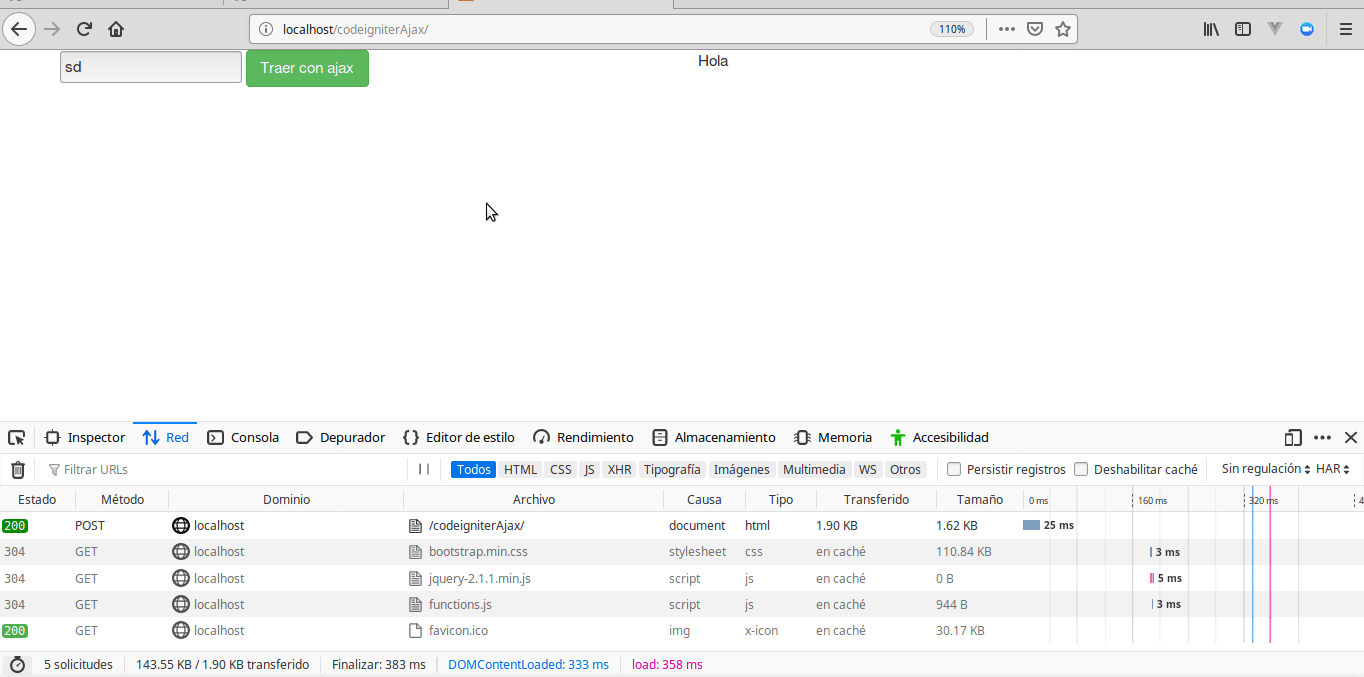 localhost/codeigniterAjax/ 110%
sd Traer con ajax Hola
Inspector Red Consola Depurador Editor de estilo Rendimiento Almacenamiento Memoria Accesibilidad
Filtrar URLs Todos HTML CSS JS XHR Tipografía Imágenes Multimedia WS Otros Persistir registros Deshabilitar caché Sin regulación HAR
Estado Método Dominio Archivo Causa Tipo Transferido Tamaño 0 ms 160 ms 320 ms 4
200 POST localhost /codeigniterAjax/ document html 1.90 KB 1.62 KB 25 ms
304 GET localhost bootstrap.min.css stylesheet css en caché 110.84 KB 3 ms
304 GET localhost jquery-2.1.1.min.js script js en caché 0 B 5 ms
304 GET localhost functions.js script js en caché 944 B 3 ms
200 GET localhost favicon.ico img x-icon en caché 30.17 KB
5 solicitudes 143.55 KB / 1.90 KB transferido Finalizar: 383 ms DOMContentLoaded: 333 ms load: 358 ms